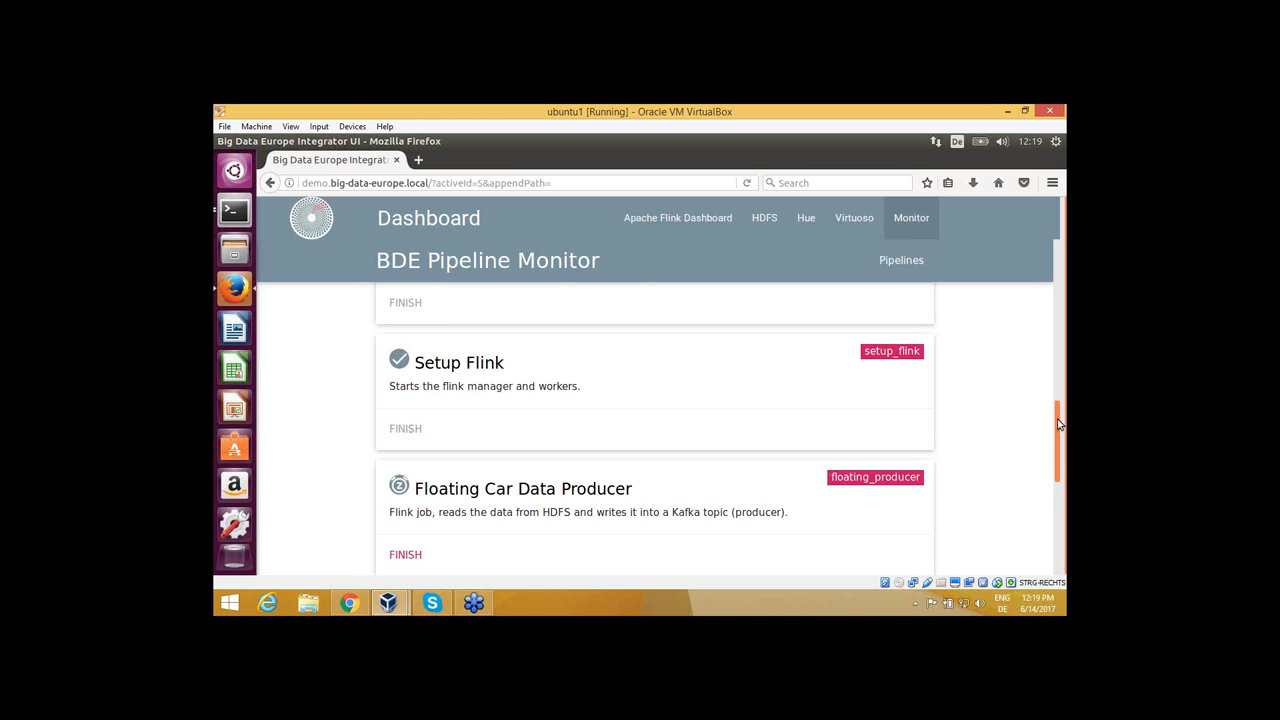 ubuntu1 [Running] - Oracle VM VirtualBox
File Machine View Input Devices Help
Big Data Europe Integrator UI - Mozilla Firefox
De
12:19
Big Data Europe Integrat
demo.big-data-europe.local/?activeId=5&appendPath=
Search
Dashboard
Apache Flink Dashboard HDFS Hue Virtuoso Monitor
BDE Pipeline Monitor
Pipelines
FINISH
Setup Flink
setup_flink
Starts the flink manager and workers.
FINISH
Floating Car Data Producer
floating_producer
Flink job, reads the data from HDFS and writes it into a Kafka topic (producer).
FINISH
STRG-RECHTS
ENG
DE
12:19 PM
6/14/2017